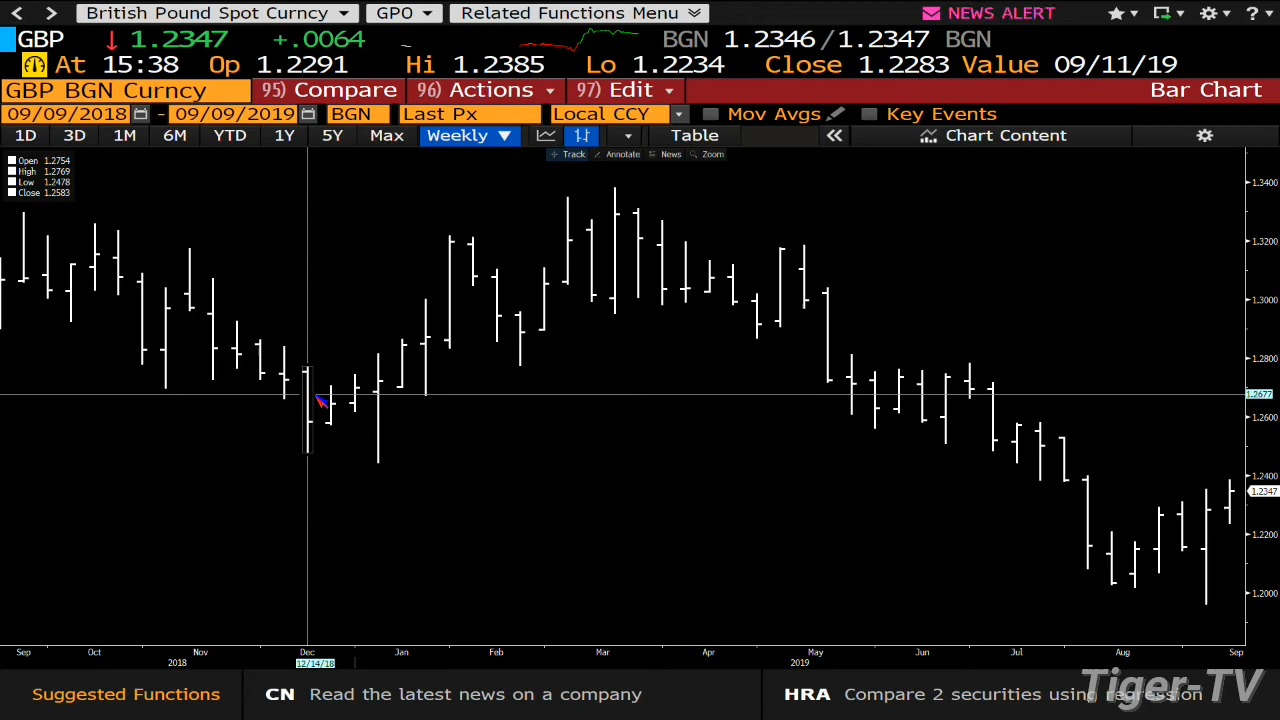 British Pound Spot Curncy GPO Related Functions Menu NEWS ALERT ?
GBP ↓ 1.2347 +.0064 BGN 1.2346 / 1.2347 BGN
At 15:38 Op 1.2291 Hi 1.2385 Lo 1.2234 Close 1.2283 Value 09/11/19
GBP BGN Curncy 95) Compare 96) Actions 97) Edit Bar Chart
09/09/2018 - 09/09/2019 BGN Last Px Local CCY Mov Avgs Key Events
1D 3D 1M 6M YTD 1Y 5Y Max Weekly Table Chart Content
Track Annotate News Zoom
Open 1.2754
High 1.2769
Low 1.2478
Close 1.2583
1.3400
1.3200
1.3000
1.2800
1.2677
1.2600
1.2400
1.2347
1.2200
1.2000
Sep Oct Nov Dec Jan Feb Mar Apr May Jun Jul Aug Sep
2018 12/14/18 2019
Suggested Functions CN Read the latest news on a company HRA Compare 2 securities using regression
Tiger-TV